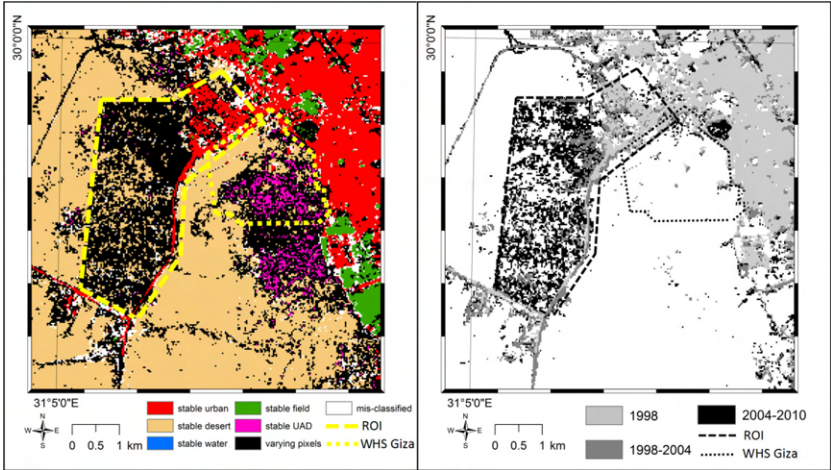 30°0'0"N
31°5'0"E
N
W E
S
0 0.5 1 km
stable urban
stable field
mis-classified
stable desert
stable UAD
ROI
stable water
varying pixels
WHS Giza
30°0'0"N
31°5'0"E
N
W E
S
0 0.5 1 km
1998
2004-2010
1998-2004
ROI
WHS Giza